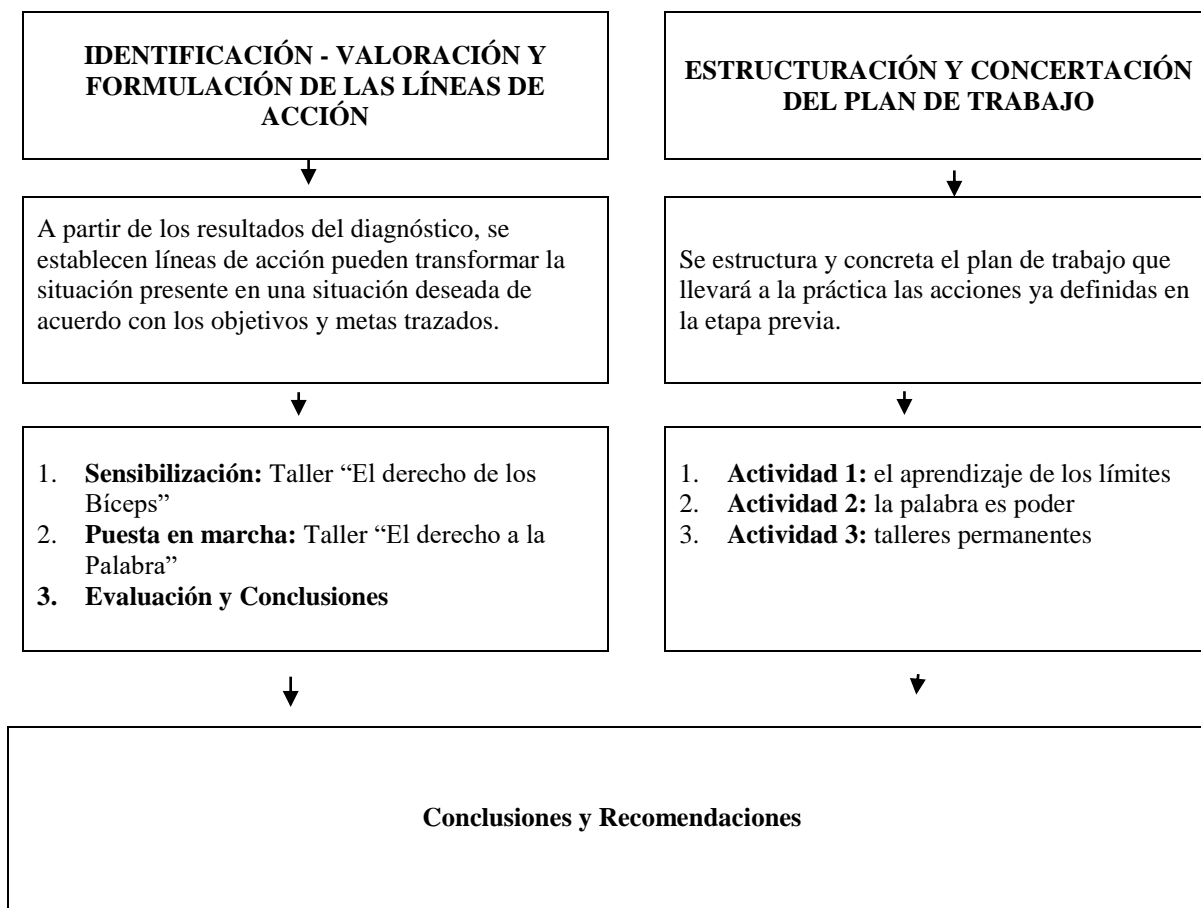 IDENTIFICACIÓN - VALORACIÓN Y
FORMULACIÓN DE LAS LÍNEAS DE
ACCIÓN
A partir de los resultados del diagnóstico, se
establecen líneas de acción pueden transformar la
situación presente en una situación deseada de
acuerdo con los objetivos y metas trazados.
1. Sensibilización: Taller “El derecho de los
Bíceps”
2. Puesta en marcha: Taller “El derecho a la
Palabra”
3. Evaluación y Conclusiones
ESTRUCTURACIÓN Y CONCERTACIÓN
DEL PLAN DE TRABAJO
Se estructura y concreta el plan de trabajo que
llevará a la práctica las acciones ya definidas en
la etapa previa.
1. Actividad 1: el aprendizaje de los límites
2. Actividad 2: la palabra es poder
3. Actividad 3: talleres permanentes
Conclusiones y Recomendaciones